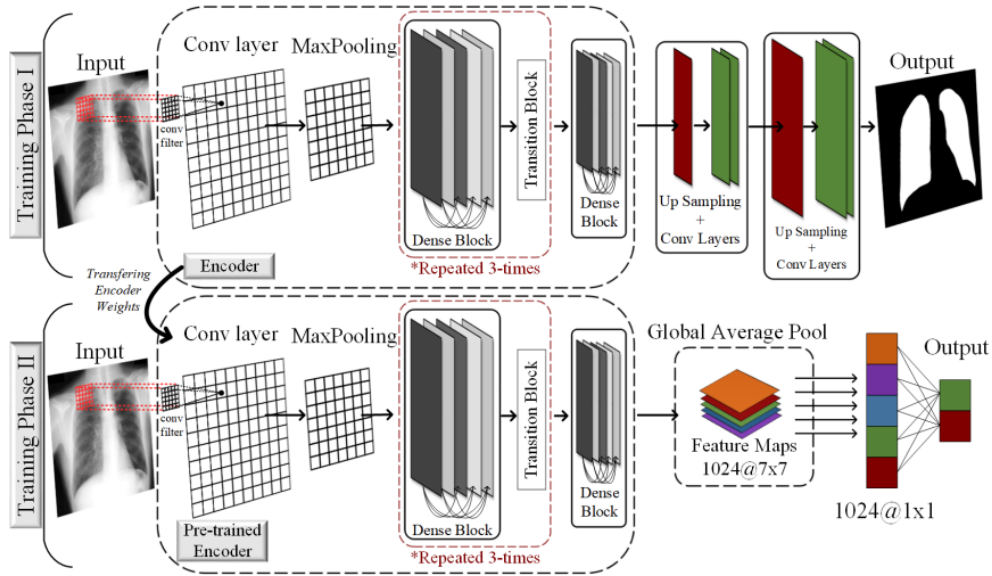 Training Phase I
Input
Conv layer
MaxPooling
conv
filter
Dense Block
Transition Block
*Repeated 3-times
Dense
Block
Up Sampling
+
Conv Layers
Up Sampling
+
Conv Layers
Output
Encoder
Transfering
Encoder
Weights
Training Phase II
Input
Conv layer
MaxPooling
conv
filter
Dense Block
Transition Block
*Repeated 3-times
Dense
Block
Pre-trained
Encoder
Global Average Pool
Feature Maps
1024@7x7
1024@1x1
Output